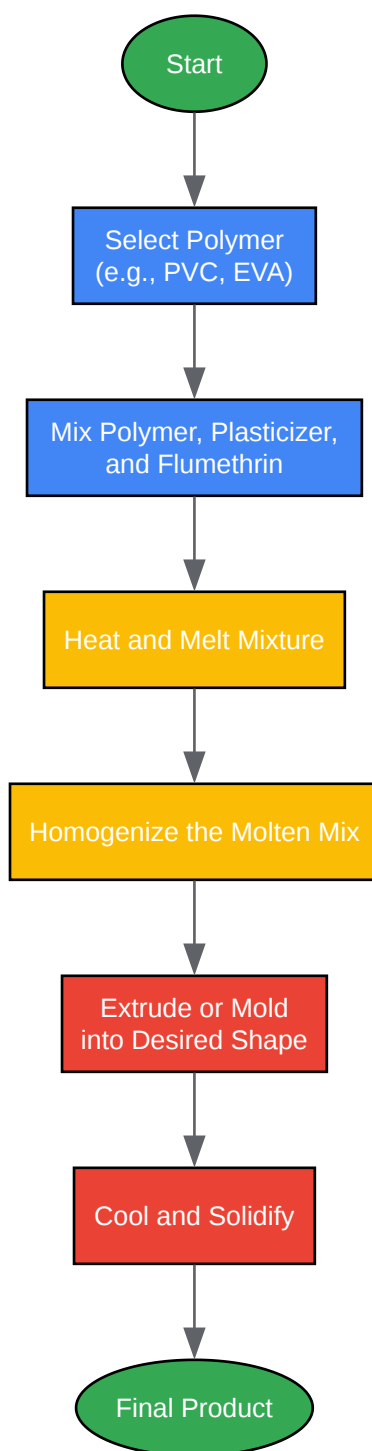 Start
Select Polymer
(e.g., PVC, EVA)
Mix Polymer, Plasticizer,
and Flumethrin
Heat and Melt Mixture
Homogenize the Molten Mix
Extrude or Mold
into Desired Shape
Cool and Solidify
Final Product